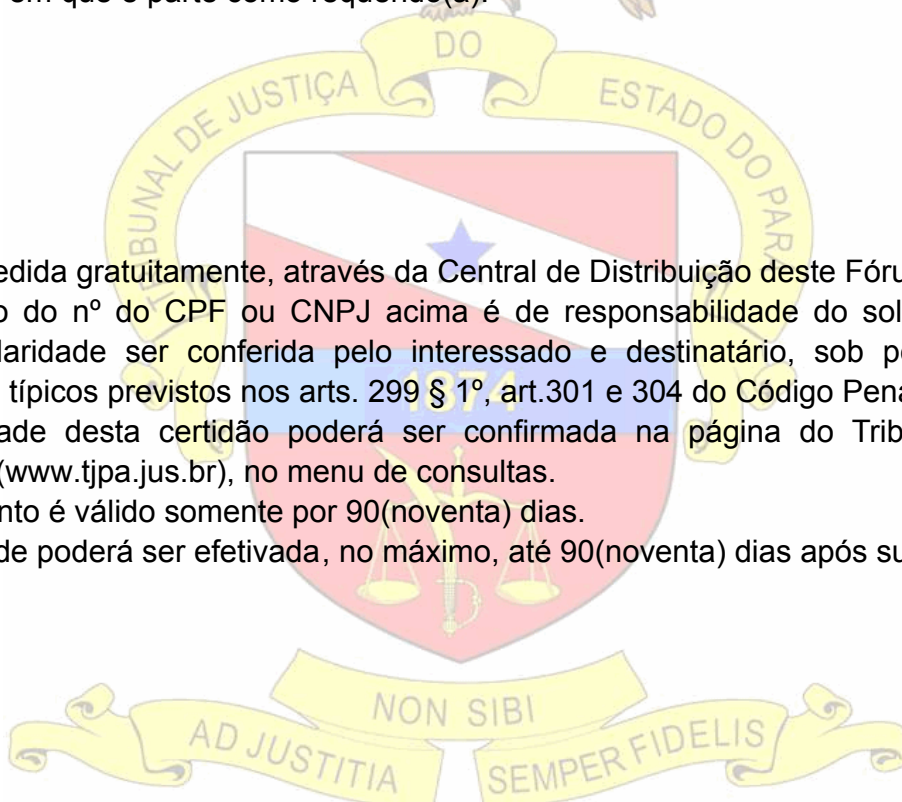 em que é parte como requerido(a).
DO
TRIBUNAL DE JUSTIÇA
ESTADO DO PARÁ
edida gratuitamente, através da Central de Distribuição deste Fóru
o do nº do CPF ou CNPJ acima é de responsabilidade do sol
laridade ser conferida pelo interessado e destinatário, sob p
típicos previstos nos arts. 299 § 1º, art.301 e 304 do Código Pena
1874
ade desta certidão poderá ser confirmada na página do Trib
(www.tjpa.jus.br), no menu de consultas.
nto é válido somente por 90(noventa) dias.
de poderá ser efetivada, no máximo, até 90(noventa) dias após su
NON SIBI
AD JUSTITIA
SEMPER FIDELIS